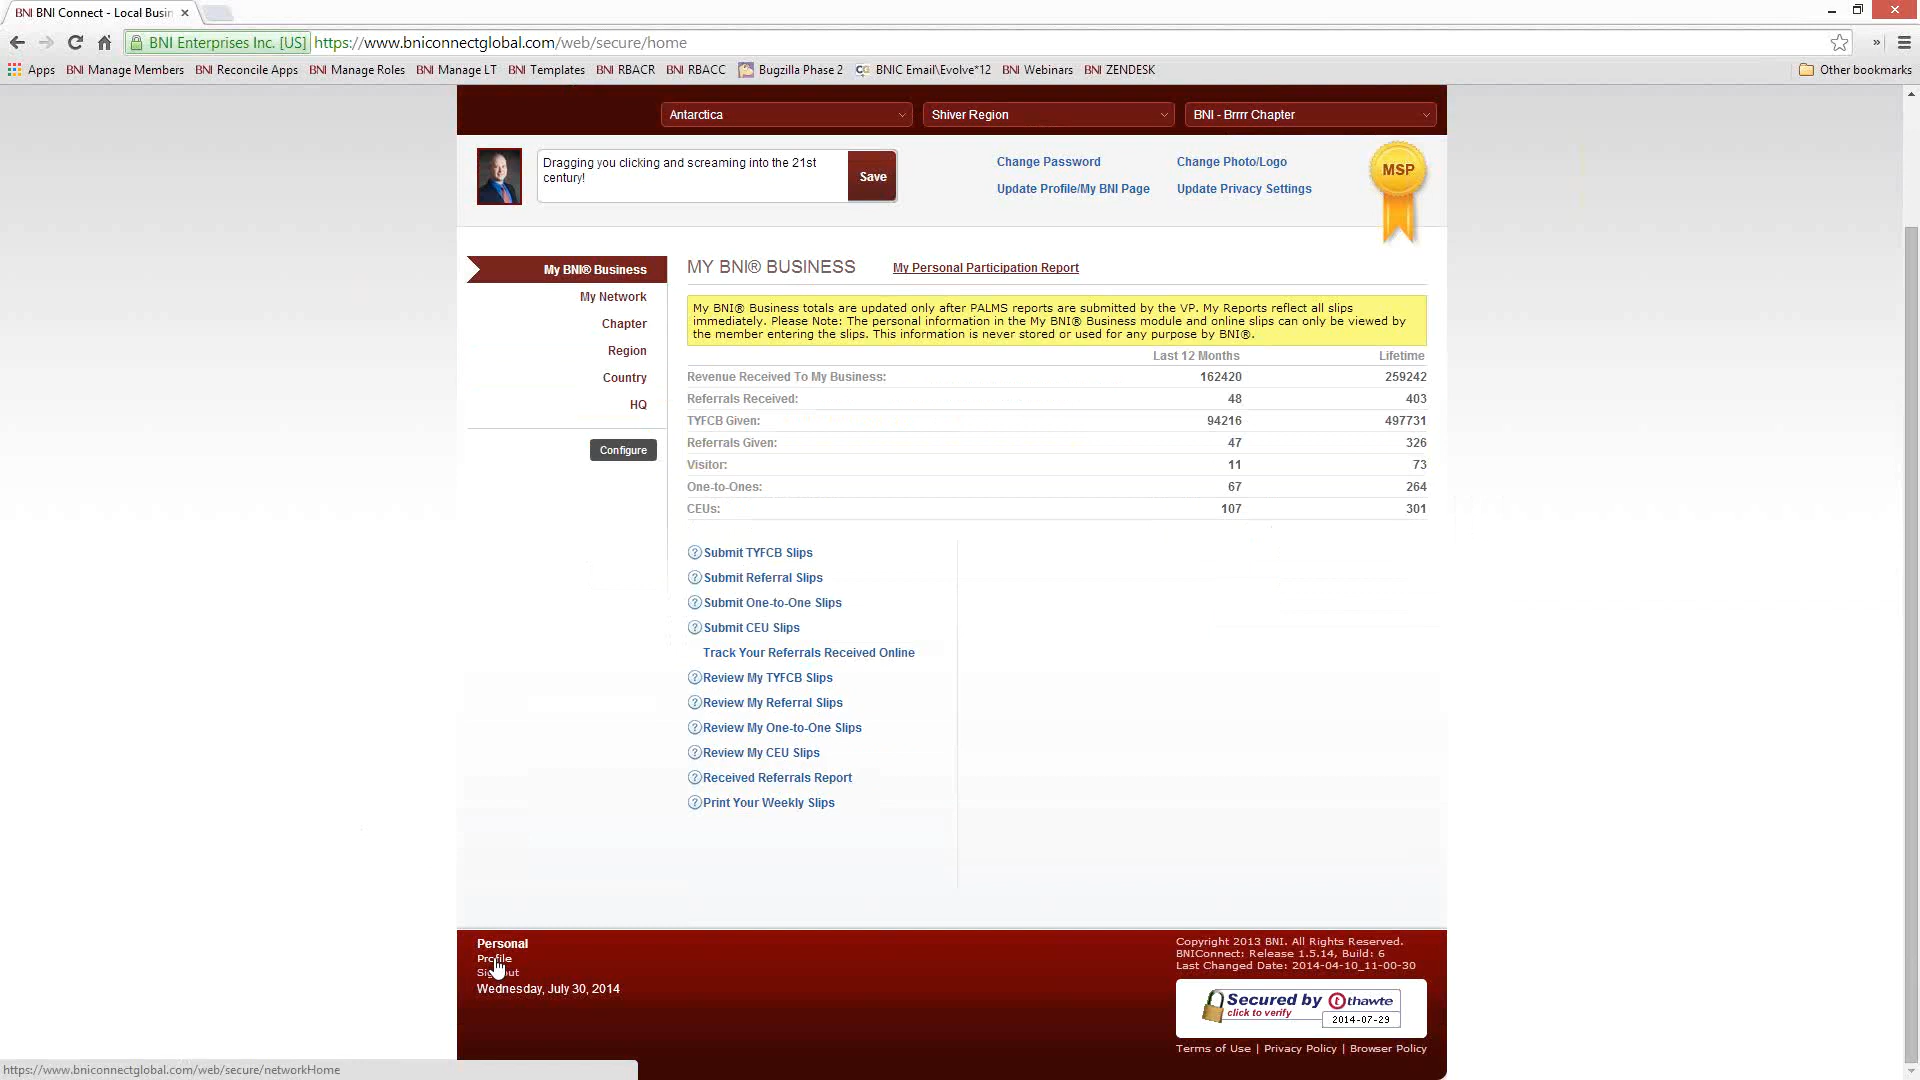 BNI BNI Connect - Local Busin
BNI Enterprises Inc. [US] https://www.bniconnectglobal.com/web/secure/home
Apps BNI Manage Members BNI Reconcile Apps BNI Manage Roles BNI Manage LT BNI Templates BNI RBACR BNI RBACC Bugzilla Phase 2 BNIC Email\Evolve*12 BNI Webinars BNI ZENDESK » Other bookmarks
Antarctica Shiver Region BNI - Brrrr Chapter
Dragging you clicking and screaming into the 21st
century!
Save
Change Password Change Photo/Logo
Update Profile/My BNI Page Update Privacy Settings
MSP
My BNI® Business
My Network
Chapter
Region
Country
HQ
Configure
MY BNI® BUSINESS My Personal Participation Report
My BNI® Business totals are updated only after PALMS reports are submitted by the VP. My Reports reflect all slips
immediately. Please Note: The personal information in the My BNI® Business module and online slips can only be viewed by
the member entering the slips. This information is never stored or used for any purpose by BNI®.
Last 12 Months Lifetime
Revenue Received To My Business: 162420 259242
Referrals Received: 48 403
TYFCB Given: 94216 497731
Referrals Given: 47 326
Visitor: 11 73
One-to-Ones: 67 264
CEUs: 107 301
Submit TYFCB Slips
Submit Referral Slips
Submit One-to-One Slips
Submit CEU Slips
Track Your Referrals Received Online
Review My TYFCB Slips
Review My Referral Slips
Review My One-to-One Slips
Review My CEU Slips
Received Referrals Report
Print Your Weekly Slips
Personal
Profile
Sign out
Wednesday, July 30, 2014
Copyright 2013 BNI. All Rights Reserved.
BNIConnect: Release 1.5.14, Build: 6
Last Changed Date: 2014-04-10_11-00-30
Secured by thawte
click to verify
2014-07-29
Terms of Use | Privacy Policy | Browser Policy
https://www.bniconnectglobal.com/web/secure/networkHome